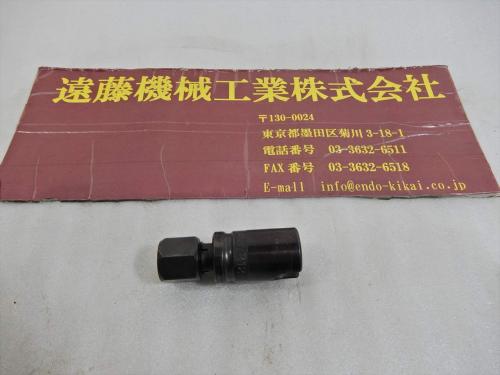 遠藤機械工業株式会社
〒130-0024
東京都墨田区菊川 3-18-1
電話番号 03-3632-6511
FAX 番号 03-3632-6518
E-mall info@endo-kikai.co.jp